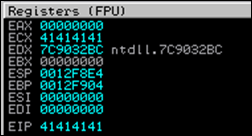 Registers (FPU)
EAX 00000000
ECX 41414141
EDX 7C9032BC ntdll.7C9032BC
EBX 00000000
ESP 0012F8E4
EBP 0012F904
ESI 00000000
EDI 00000000
EIP 41414141